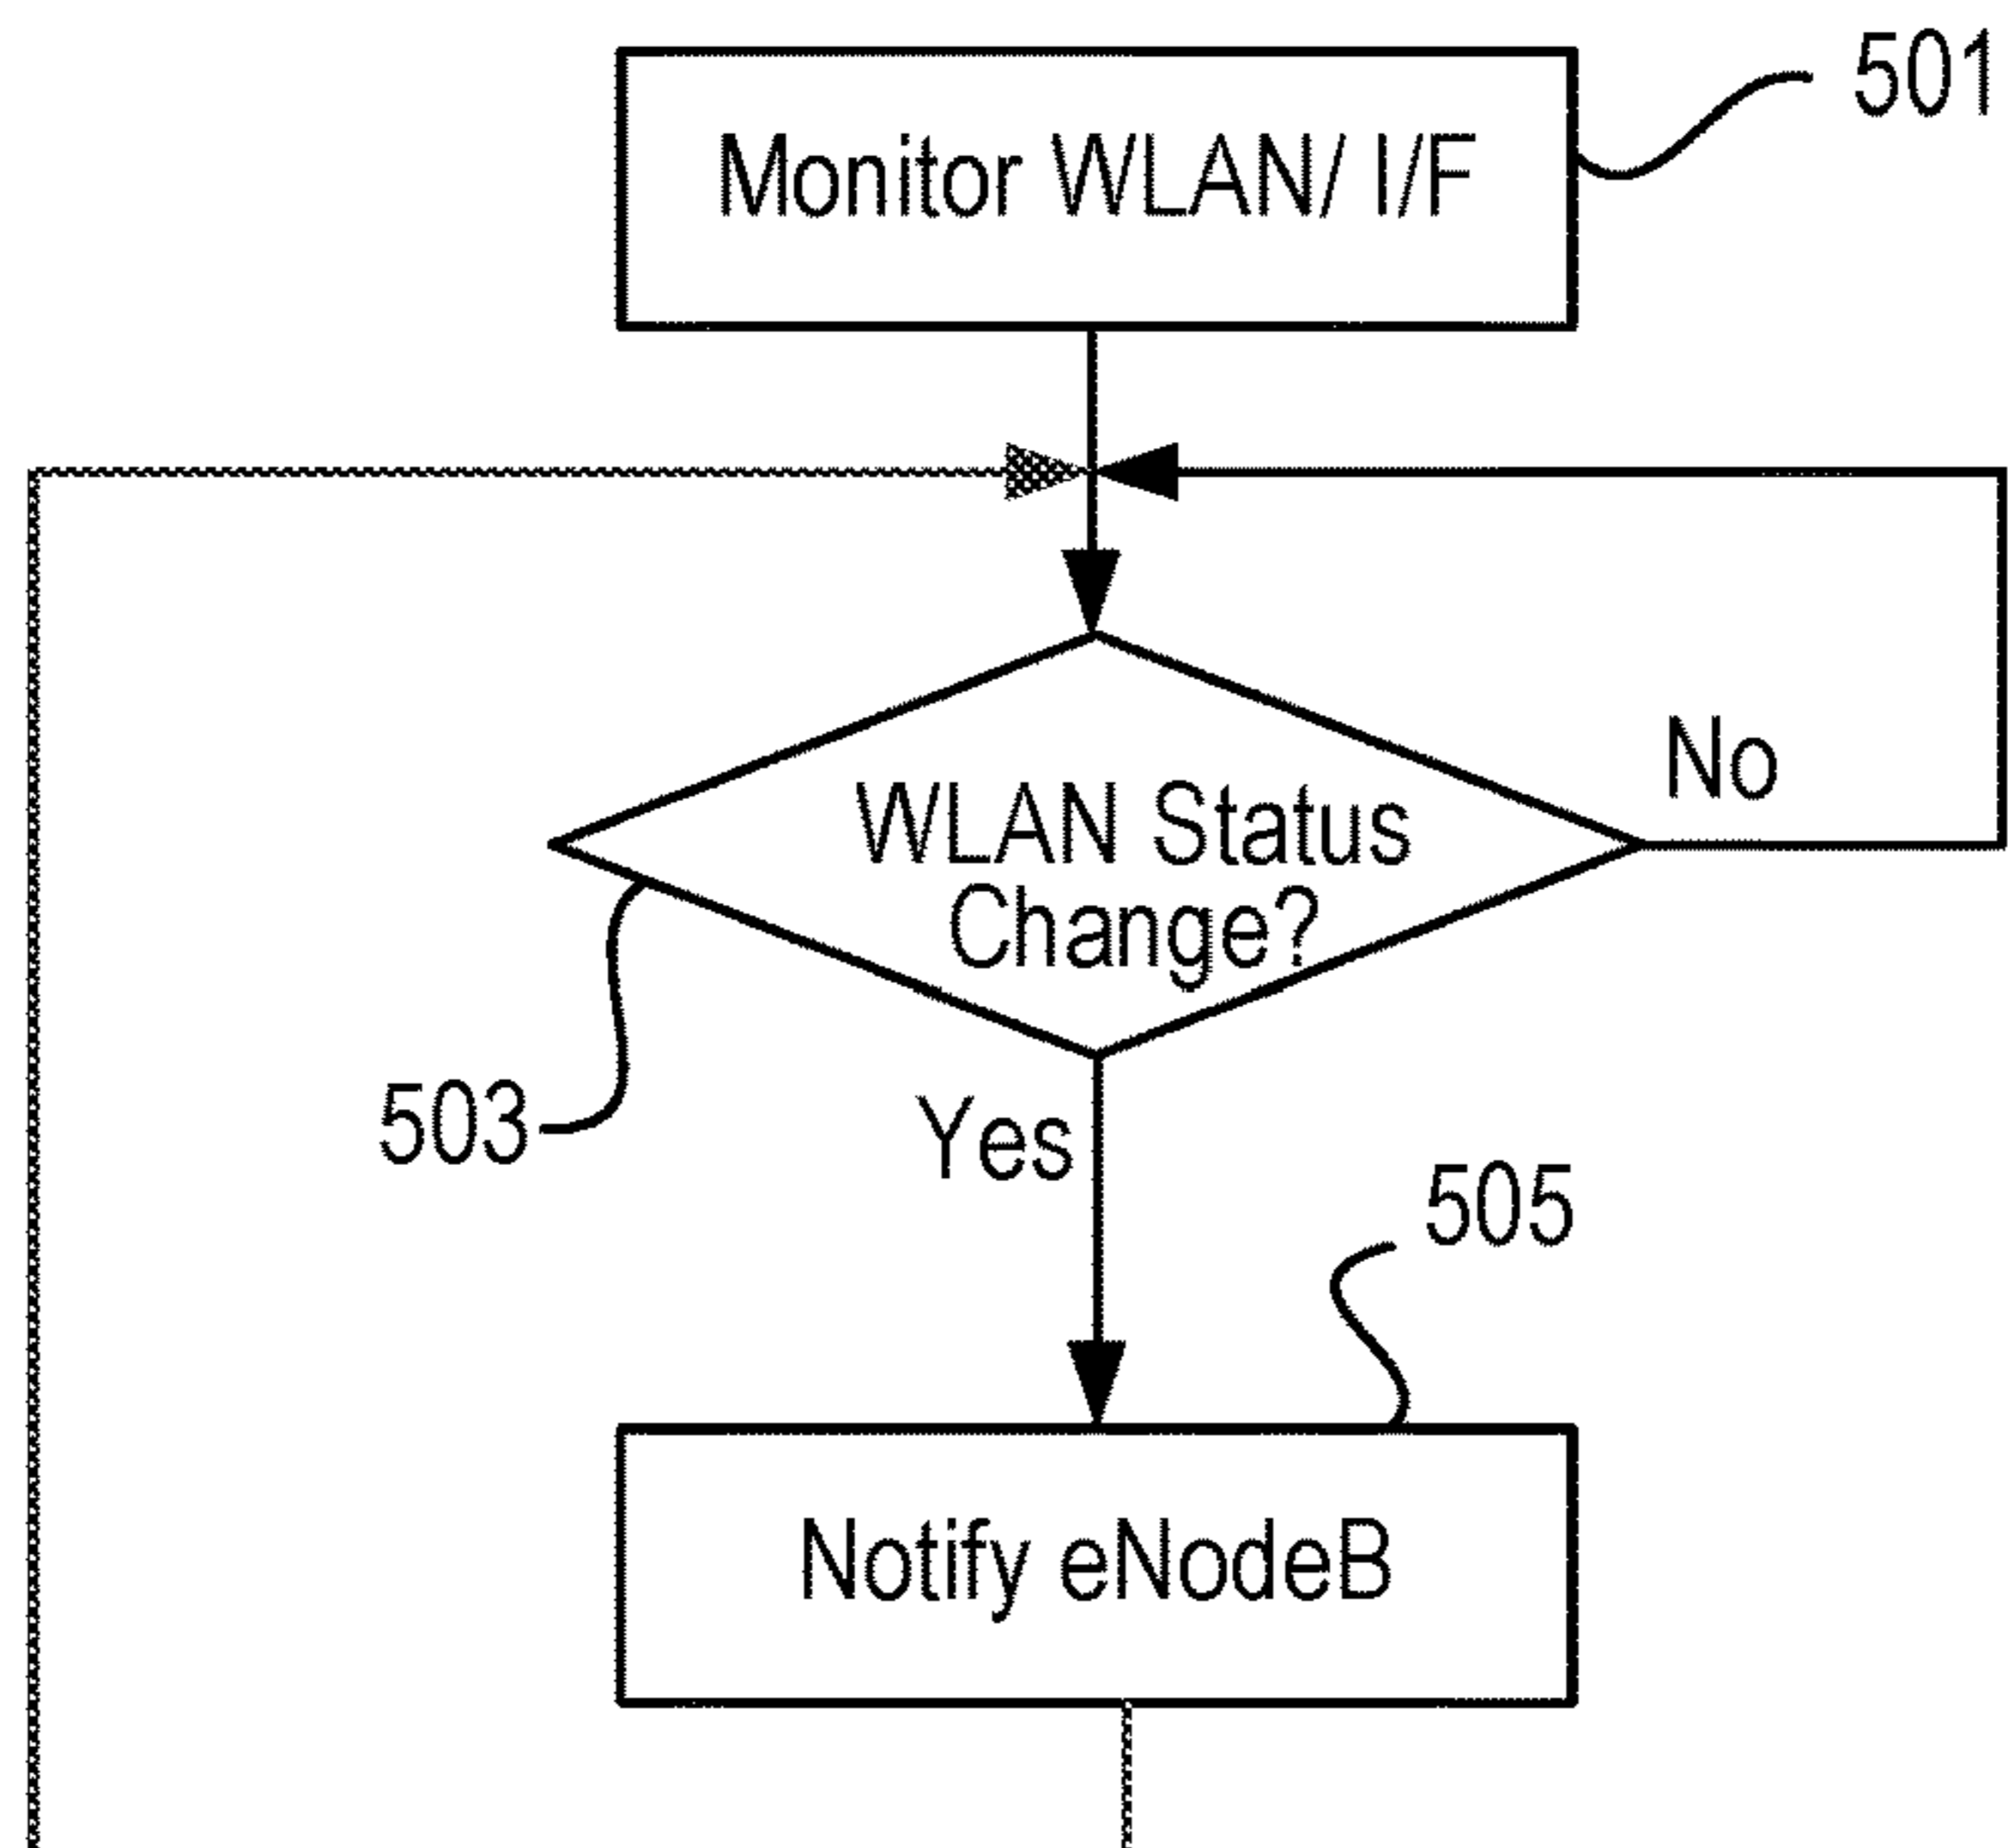 501
Monitor WLAN/ I/F
No
WLAN Status
Change?
503
Yes
505
Notify eNodeB